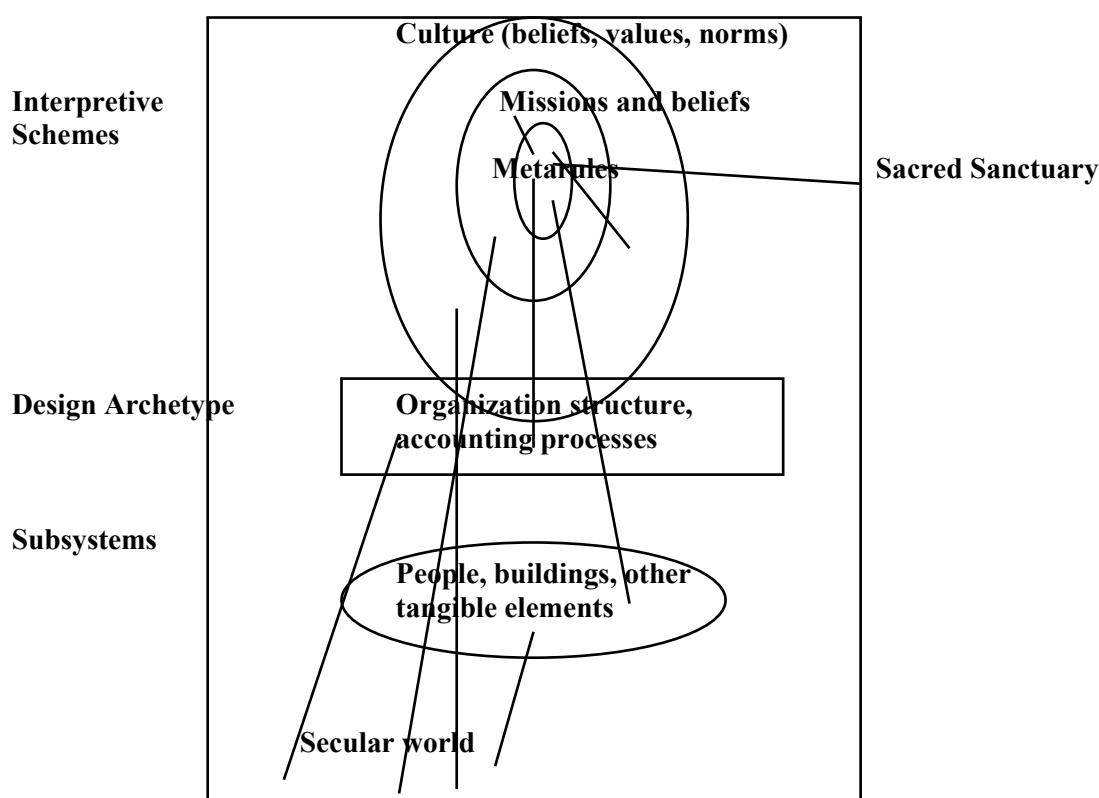 Culture (beliefs, values, norms)
Interpretive
Schemes
Missions and beliefs
Metarules
Sacred Sanctuary
Design Archetype
Organization structure,
accounting processes
Subsystems
People, buildings, other
tangible elements
Secular world